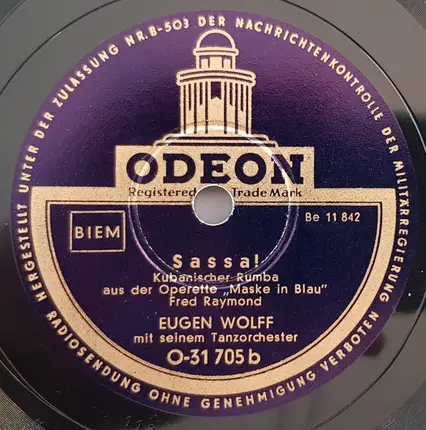 HERGESTELLT UNTER DER ZULASSUNG NR. B-503 DER NACHRICHTENKONTROLLE DER MILITÄRREGIERUNG
ODEON
Registered Trade Mark
Be 11 842
BIEM
Sassa!
Kubanischer Rumba
aus der Operette „Maske in Blau"
Fred Raymond
EUGEN WOLFF
mit seinem Tanzorchester
O-31 705 b
RADIOSENDUNG OHNE GENEHMIGUNG VERBOTEN